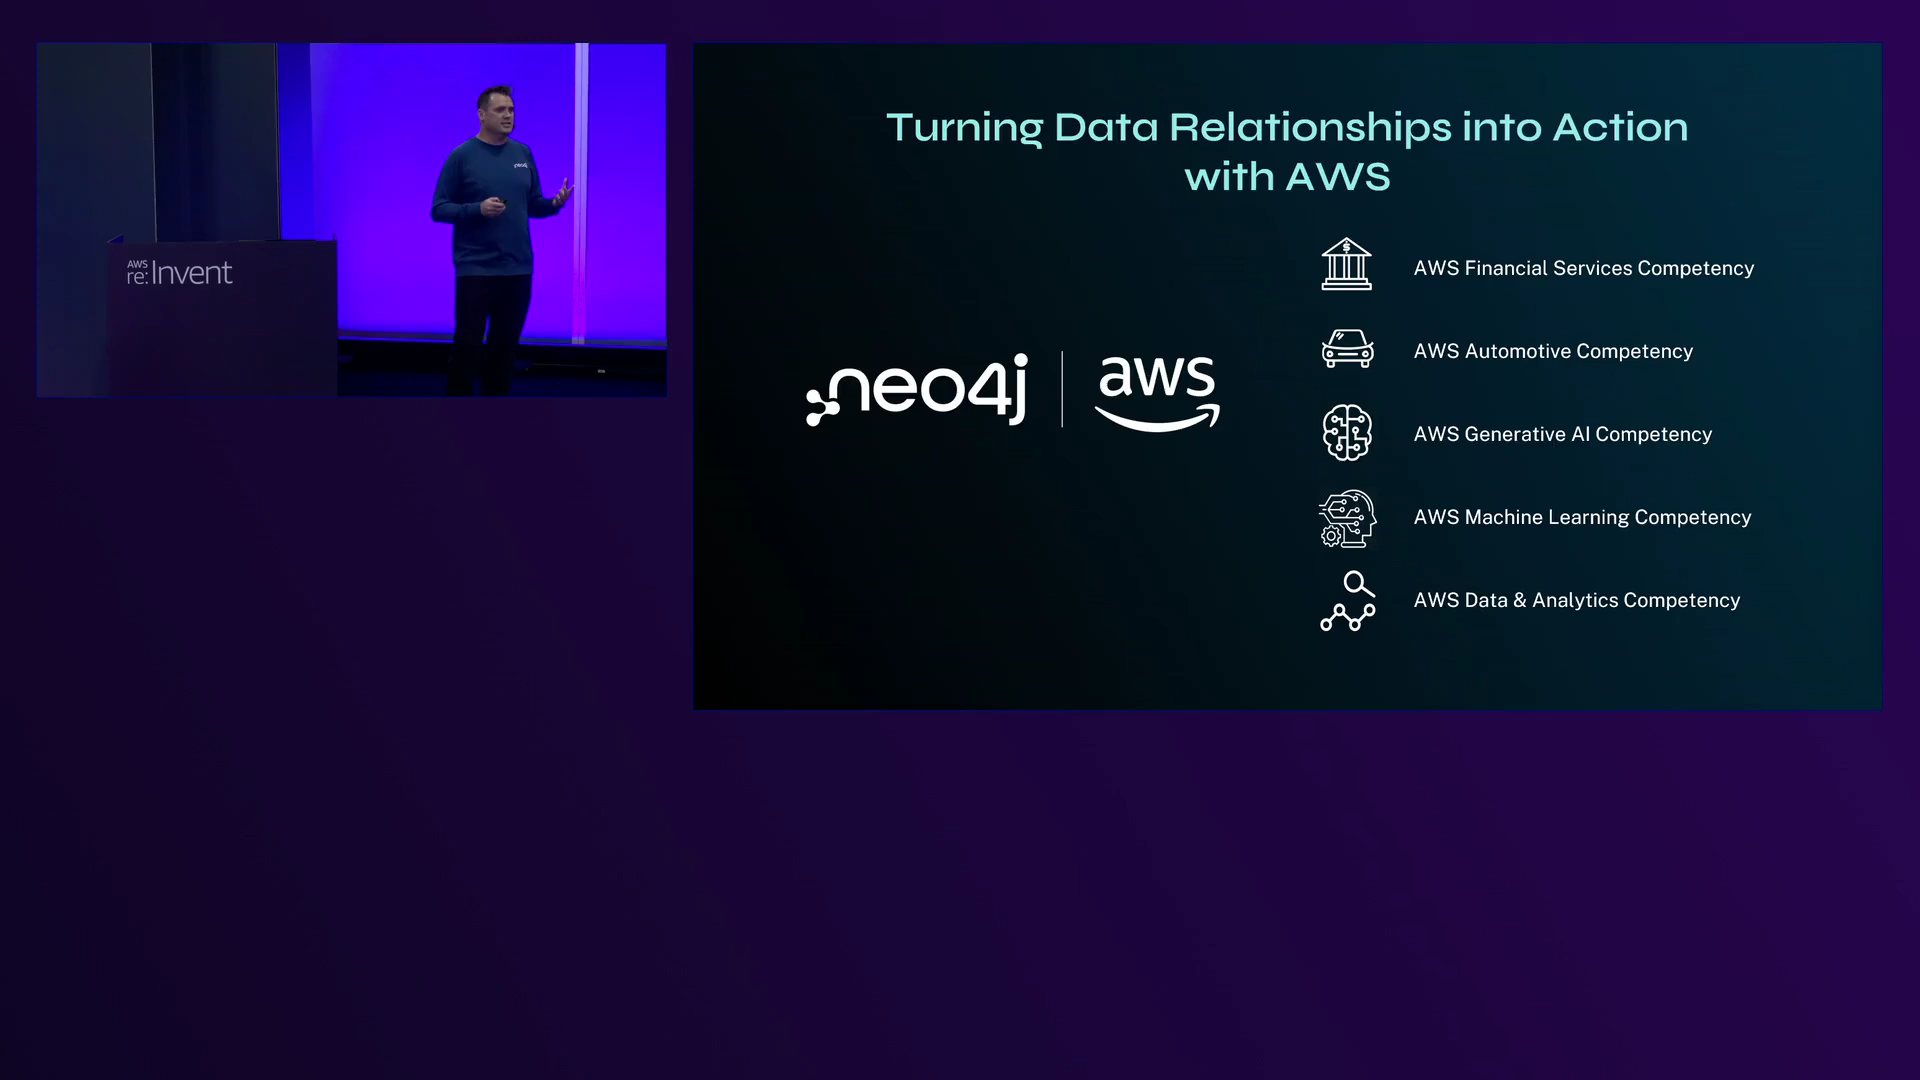 neo4j
AWS
re:Invent
Turning Data Relationships into Action
with AWS
neo4j
aws
$
AWS Financial Services Competency
AWS Automotive Competency
AWS Generative AI Competency
AWS Machine Learning Competency
AWS Data & Analytics Competency